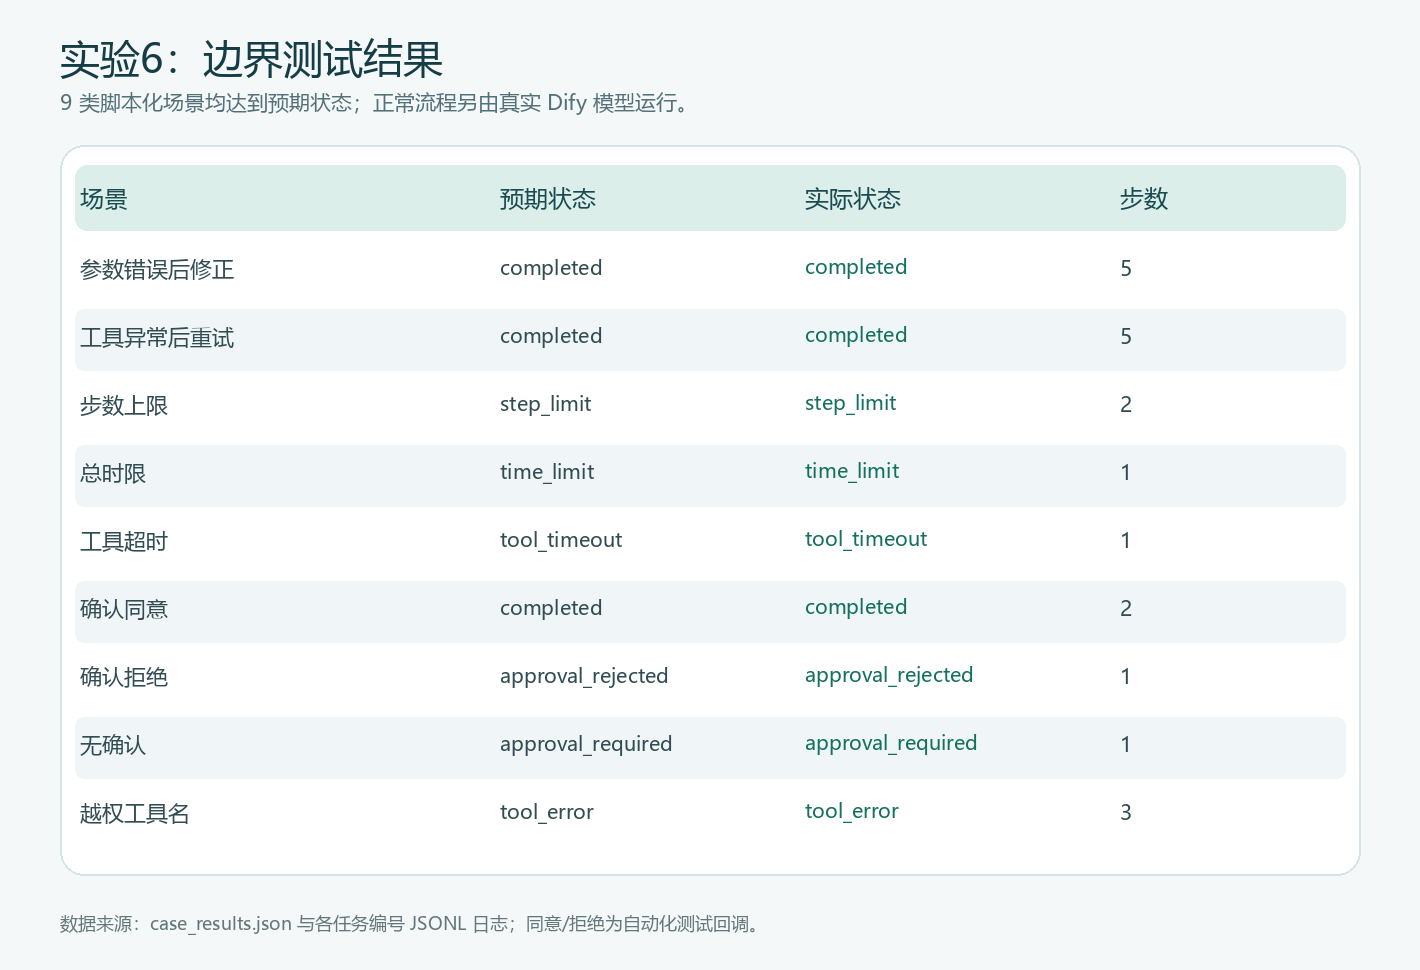 实验6：边界测试结果
9 类脚本化场景均达到预期状态；正常流程另由真实 Dify 模型运行。
场景 预期状态 实际状态 步数
参数错误后修正 completed completed 5
工具异常后重试 completed completed 5
步数上限 step_limit step_limit 2
总时限 time_limit time_limit 1
工具超时 tool_timeout tool_timeout 1
确认同意 completed completed 2
确认拒绝 approval_rejected approval_rejected 1
无确认 approval_required approval_required 1
越权工具名 tool_error tool_error 3
数据来源：case_results.json 与各任务编号 JSONL 日志；同意/拒绝为自动化测试回调。